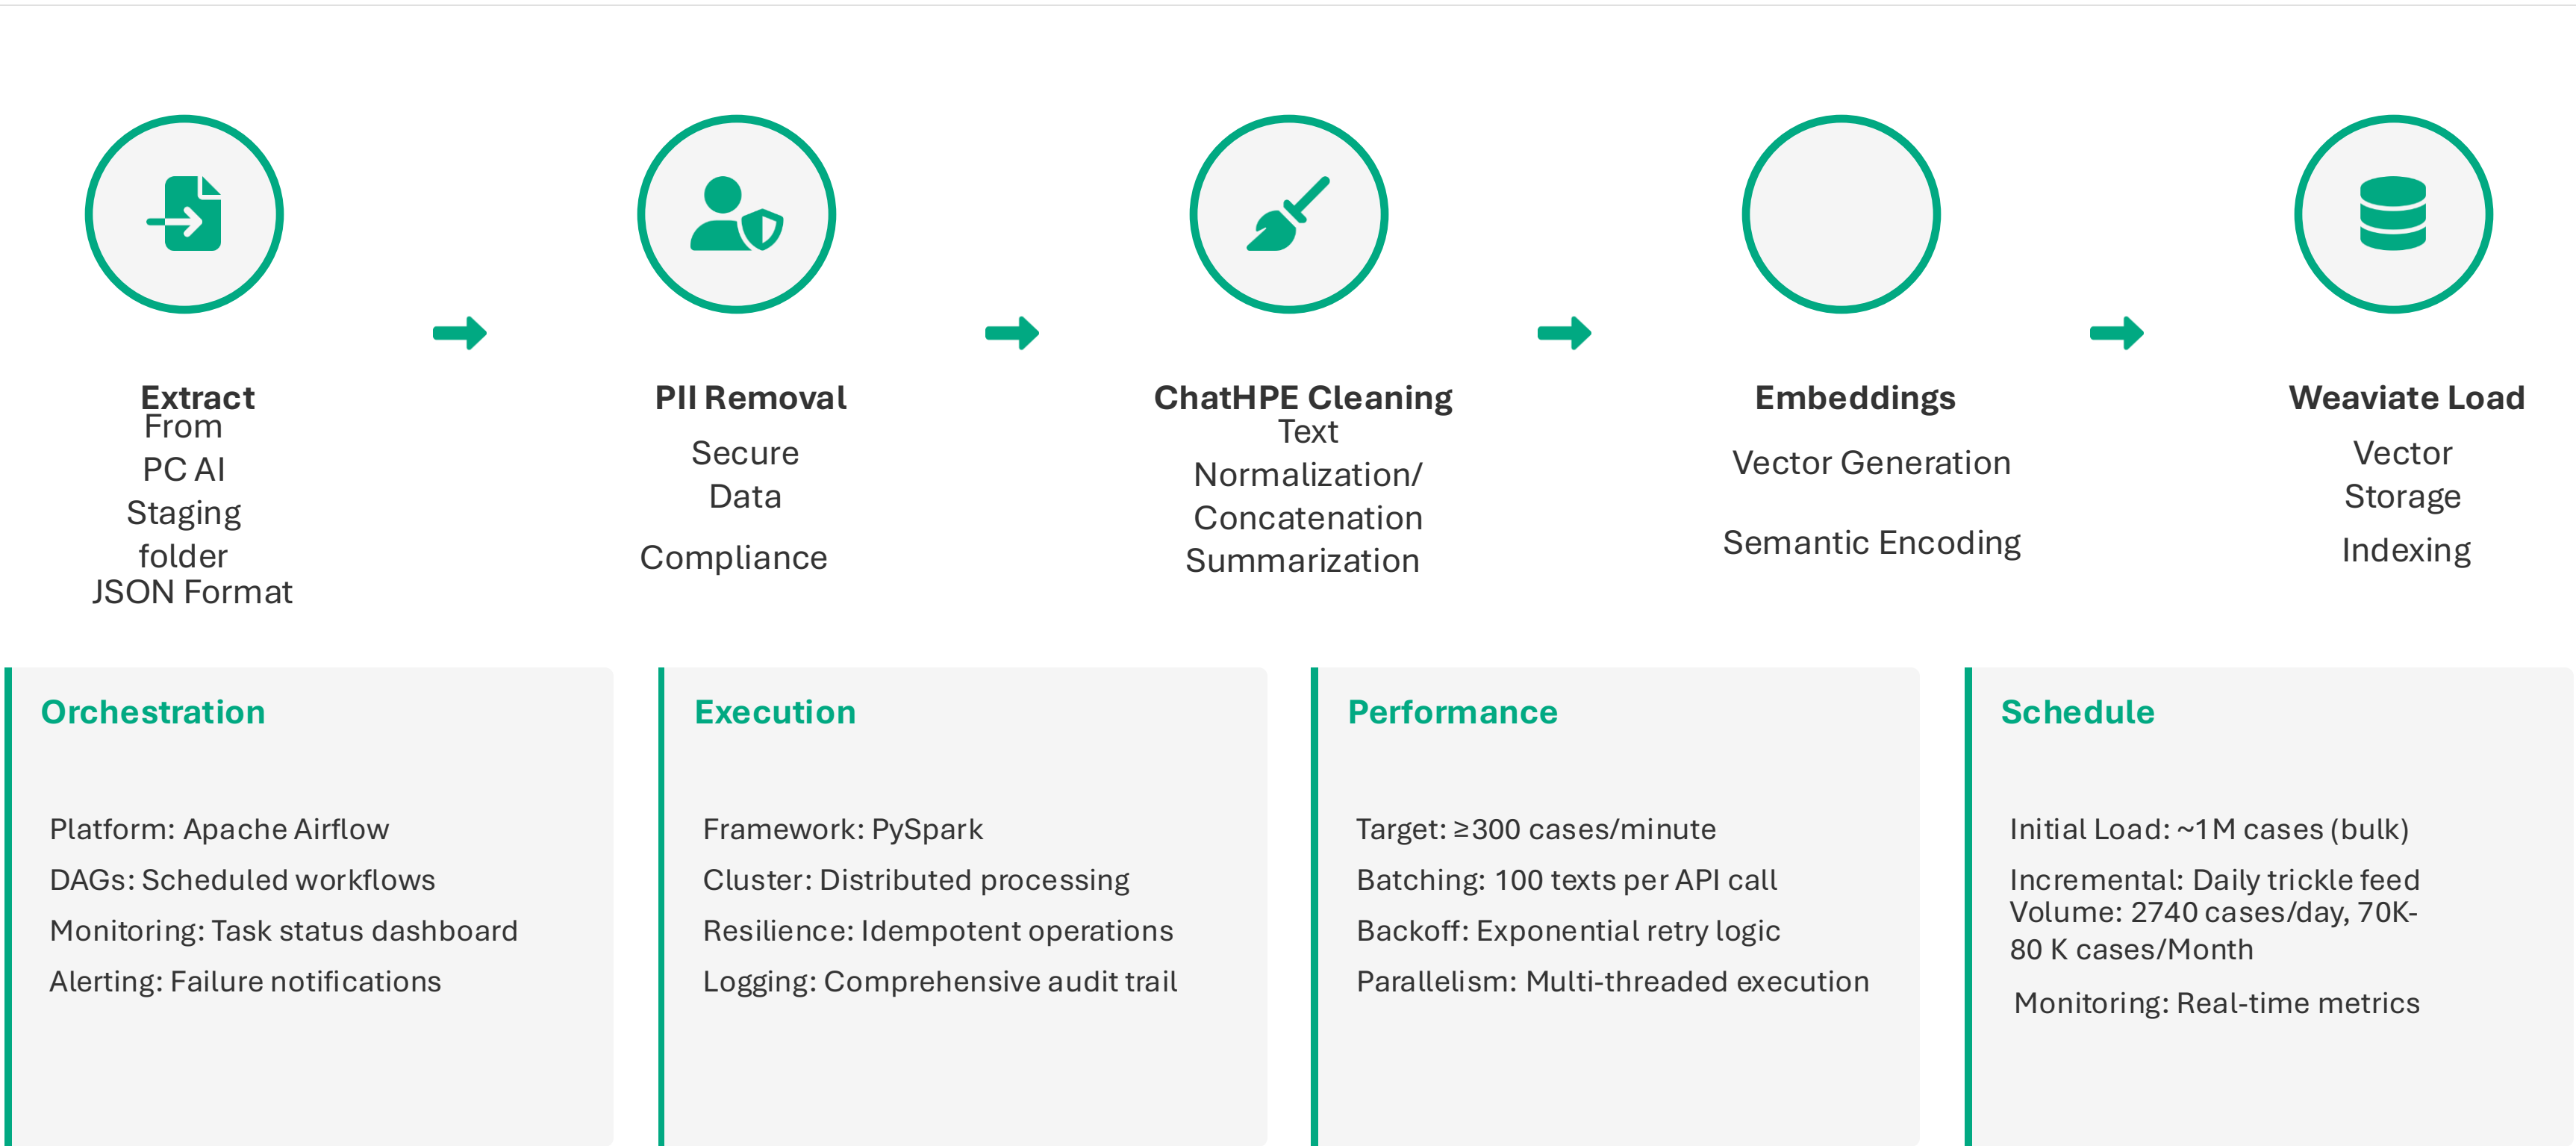 Extract
From
PC AI
Staging
folder
JSON Format
PII Removal
Secure
Data
Compliance
ChatHPE Cleaning
Text
Normalization/
Concatenation
Summarization
Embeddings
Vector Generation
Semantic Encoding
Weaviate Load
Vector
Storage
Indexing
Orchestration
Platform: Apache Airflow
DAGs: Scheduled workflows
Monitoring: Task status dashboard
Alerting: Failure notifications
Execution
Framework: PySpark
Cluster: Distributed processing
Resilience: Idempotent operations
Logging: Comprehensive audit trail
Performance
Target: ≥300 cases/minute
Batching: 100 texts per API call
Backoff: Exponential retry logic
Parallelism: Multi-threaded execution
Schedule
Initial Load: ~1M cases (bulk)
Incremental: Daily trickle feed
Volume: 2740 cases/day, 70K-
80 K cases/Month
Monitoring: Real-time metrics